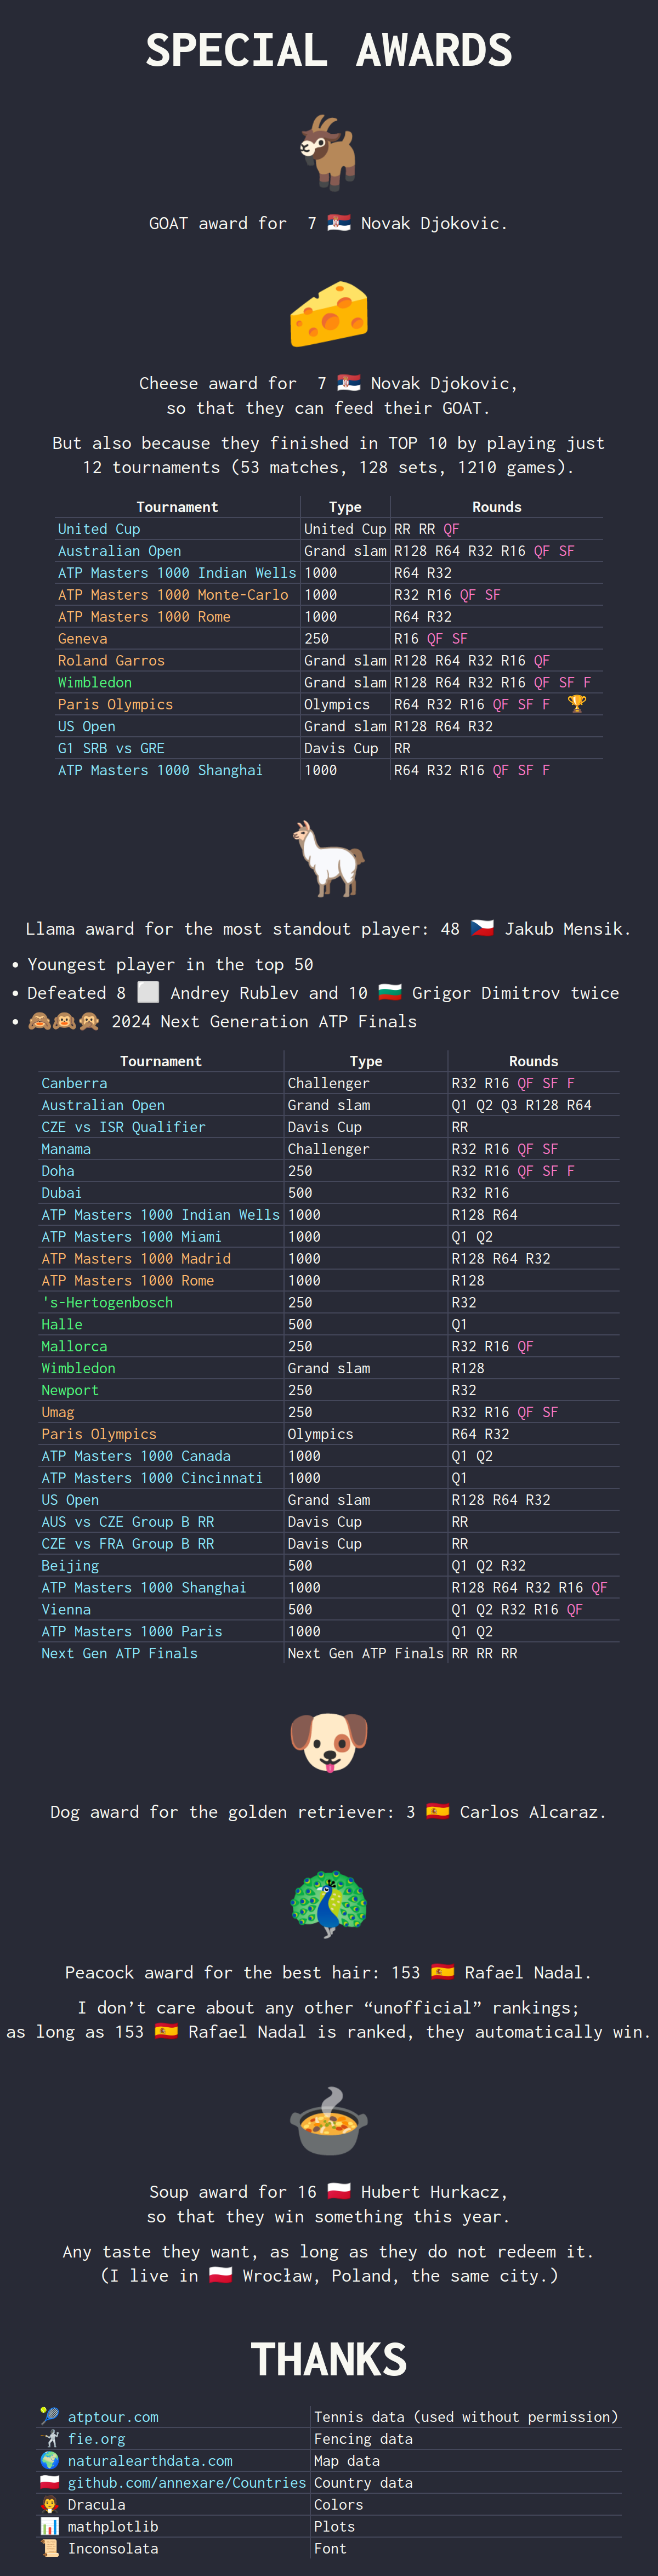 SPECIAL AWARDS
GOAT award for 7 Novak Djokovic.
Cheese award for 7 Novak Djokovic,
so that they can feed their GOAT.
But also because they finished in TOP 10 by playing just
12 tournaments (53 matches, 128 sets, 1210 games).
Tournament Type Rounds
United Cup United Cup RR RR QF
Australian Open Grand slam R128 R64 R32 R16 QF SF
ATP Masters 1000 Indian Wells 1000 R64 R32
ATP Masters 1000 Monte-Carlo 1000 R32 R16 QF SF
ATP Masters 1000 Rome 1000 R64 R32
Geneva 250 R16 QF SF
Roland Garros Grand slam R128 R64 R32 R16 QF
Wimbledon Grand slam R128 R64 R32 R16 QF SF F
Paris Olympics Olympics R64 R32 R16 QF SF F 🏆
US Open Grand slam R128 R64 R32
G1 SRB vs GRE Davis Cup RR
ATP Masters 1000 Shanghai 1000 R64 R32 R16 QF SF F
Llama award for the most standout player: 48 Jakub Mensik.
• Youngest player in the top 50
• Defeated 8 Andrey Rublev and 10 Grigor Dimitrov twice
• 🙈🙊🙊 2024 Next Generation ATP Finals
Tournament Type Rounds
Canberra Challenger R32 R16 QF SF F
Australian Open Grand slam Q1 Q2 Q3 R128 R64
CZE vs ISR Qualifier Davis Cup RR
Manama Challenger R32 R16 QF SF
Doha 250 R32 R16 QF SF F
Dubai 500 R32 R16
ATP Masters 1000 Indian Wells 1000 R128 R64
ATP Masters 1000 Miami 1000 Q1 Q2
ATP Masters 1000 Madrid 1000 R128 R64 R32
ATP Masters 1000 Rome 1000 R128
's-Hertogenbosch 250 R32
Halle 500 Q1
Mallorca 250 R32 R16 QF
Wimbledon Grand slam R128
Newport 250 R32
Umag 250 R32 R16 QF SF
Paris Olympics Olympics R64 R32
ATP Masters 1000 Canada 1000 Q1 Q2
ATP Masters 1000 Cincinnati 1000 Q1
US Open Grand slam R128 R64 R32
AUS vs CZE Group B RR Davis Cup RR
CZE vs FRA Group B RR Davis Cup RR
Beijing 500 Q1 Q2 R32
ATP Masters 1000 Shanghai 1000 R128 R64 R32 R16 QF
Vienna 500 Q1 Q2 R32 R16 QF
ATP Masters 1000 Paris 1000 Q1 Q2
Next Gen ATP Finals Next Gen ATP Finals RR RR RR
Dog award for the golden retriever: 3 Carlos Alcaraz.
Peacock award for the best hair: 153 Rafael Nadal.
I don’t care about any other “unofficial” rankings;
as long as 153 Rafael Nadal is ranked, they automatically win.
Soup award for 16 Hubert Hurkacz,
so that they win something this year.
Any taste they want, as long as they do not redeem it.
(I live in Wrocław, Poland, the same city.)
THANKS
atptour.com Tennis data (used without permission)
fie.org Fencing data
naturalearthdata.com Map data
github.com/annexare/Countries Country data
Dracula Colors
mathplotlib Plots
Inconsolata Font